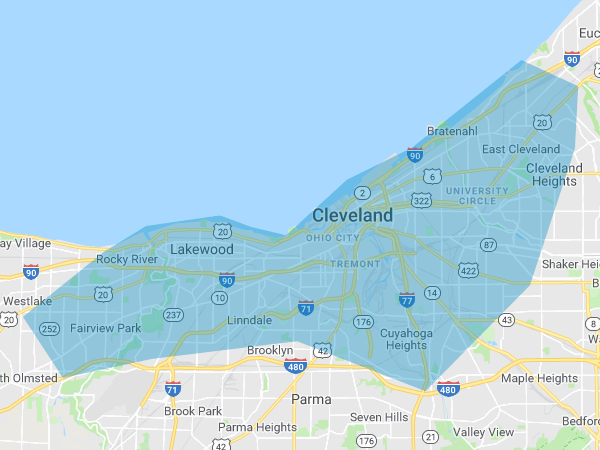 Euc
90
20
Bratenahl
90
East Cleveland
6
Cleveland
Heights
2
322
UNIVERSITY
CIRCLE
Cleveland
20
OHIO CITY
ay Village
Lakewood
87
Rocky River
TREMONT
Shaker Hei
90
90
422
20
10
77
14
Westlake
71
20
237
Linndale
176
43
8
252
Fairview Park
Cuyahoga
Heights
Wa
Brooklyn
42
480
th Olmsted
Maple Heights
71
480
Brook Park
Parma
Seven Hills
Bedfor
Parma Heights
42
176
21
Valley View